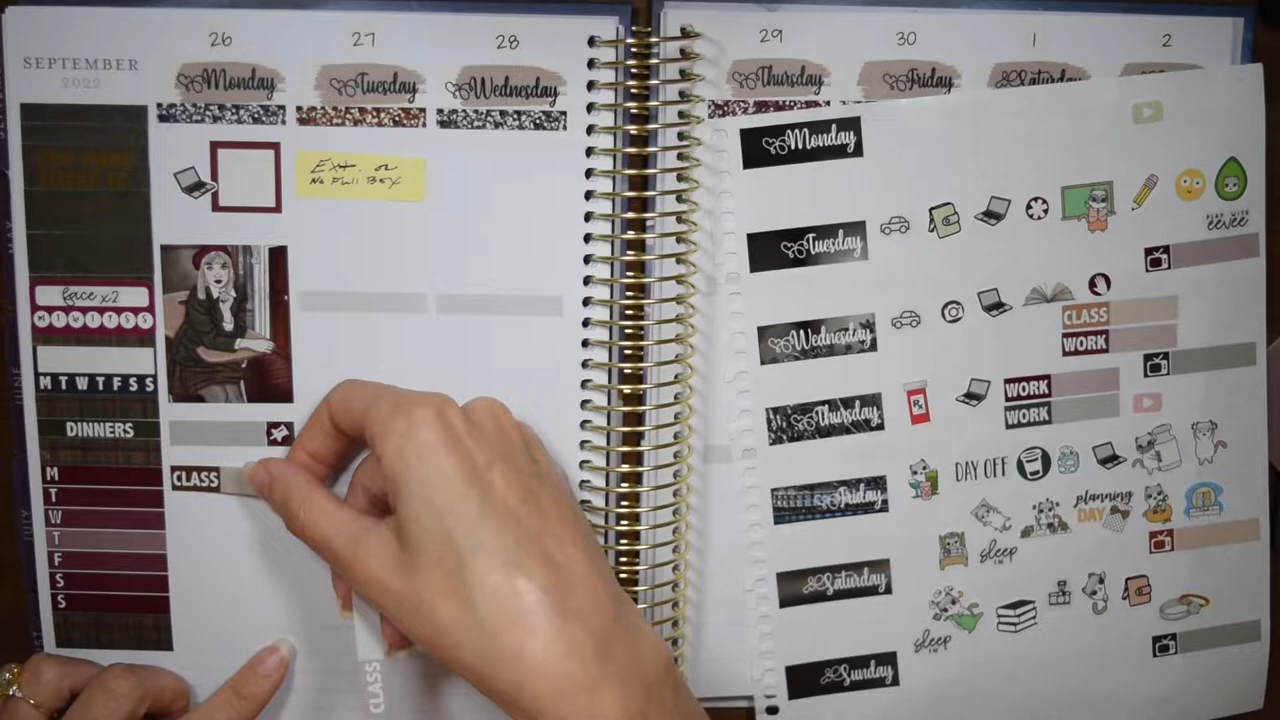 26
27
28
29
30
1
2
SEPTEMBER
2022
Monday
Tuesday
Wednesday
Thursday
Friday
Saturday
Ext. or
No Full Box
face x2
M T W T F S S
M T W T F S S
DINNERS
M
T
W
T
F
S
S
CLASS
CLASS
Monday
PLAY WITH
eevee
Tuesday
Wednesday
CLASS
WORK
Thursday
Rx
WORK
WORK
Friday
DAY OFF
planning
DAY
sleep
IN
Saturday
sleep
IN
Sunday